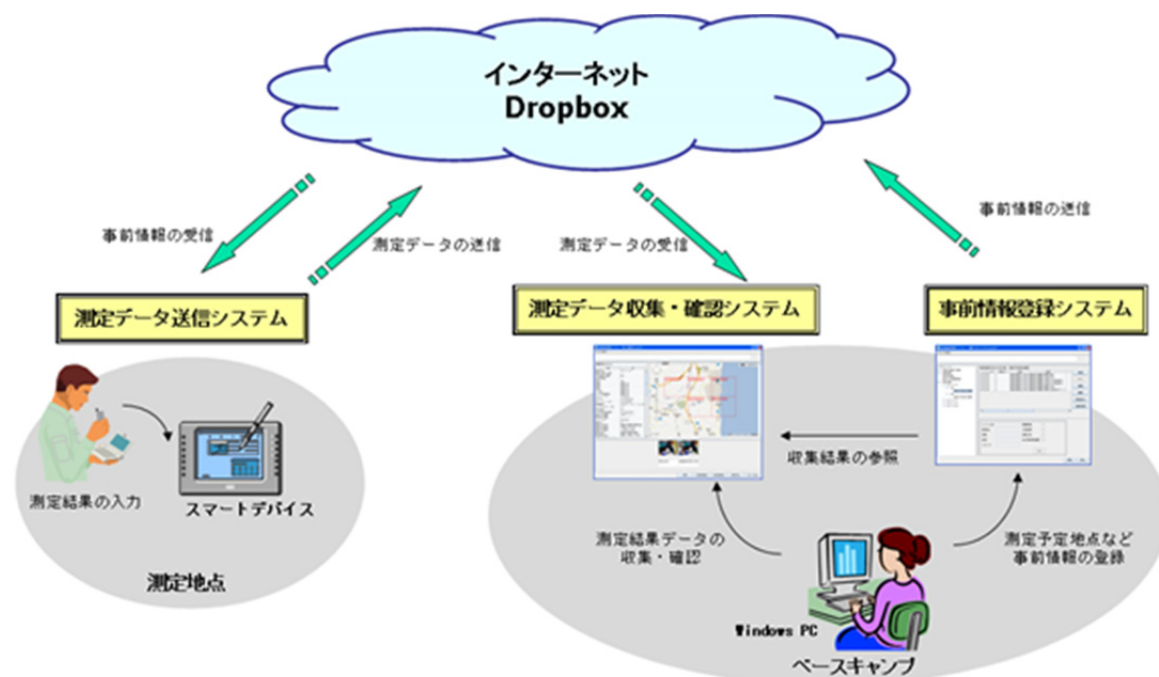 インターネット
Dropbox
事前情報の受信
測定データの送信
測定データの受信
事前情報の送信
測定データ送信システム
測定データ収集・確認システム
事前情報登録システム
測定結果の入力
スマートデバイス
測定地点
収集結果の参照
測定結果データの
収集・確認
測定予定地点など
事前情報の登録
Windows PC
ベースキャンプ